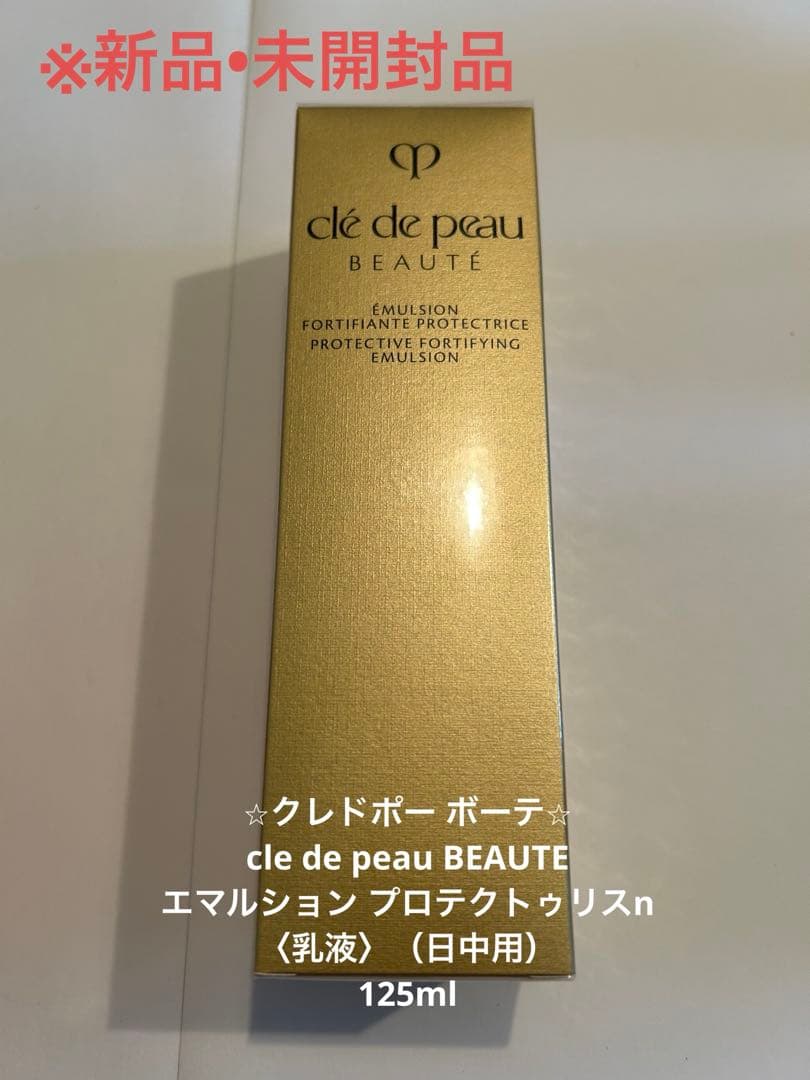 ※新品•未開封品
clé de peau
BEAUTÉ
ÉMULSION
FORTIFIANTE PROTECTRICE
PROTECTIVE FORTIFYING
EMULSION
☆クレドポー ボーテ☆
cle de peau BEAUTE
エマルション プロテクトゥリスn
〈乳液〉（日中用）
125ml